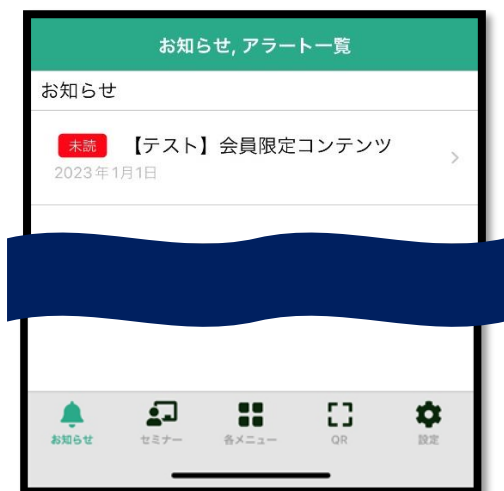 お知らせ, アラート一覧
お知らせ
未読 【テスト】会員限定コンテンツ
2023年1月1日
お知らせ セミナー 各メニュー QR 設定